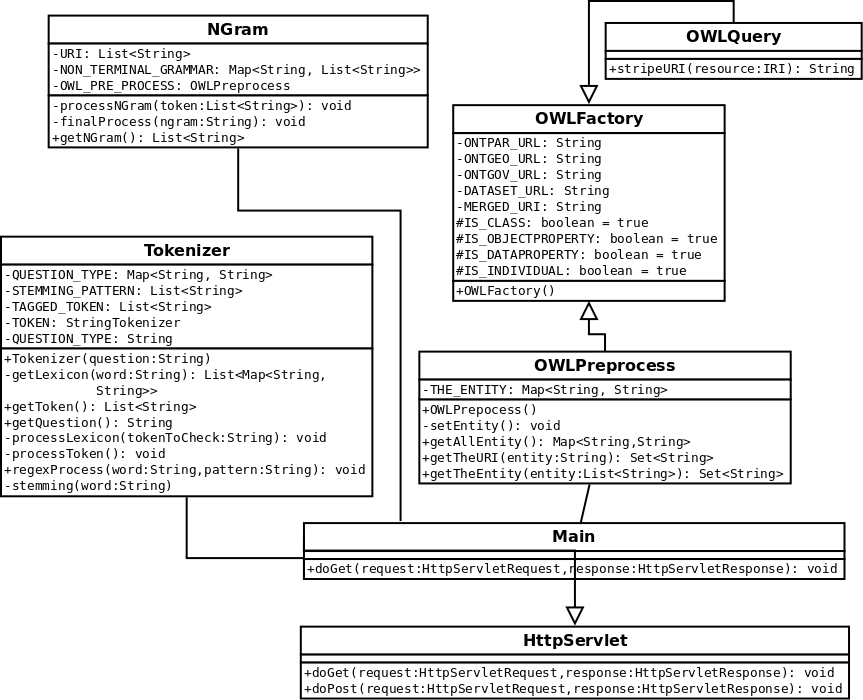 NGram
-URI: List<String>
-NON_TERMINAL_GRAMMAR: Map<String, List<String>>
-OWL_PRE_PROCESS: OWLPreprocess
-processNGram(token:List<String>): void
-finalProcess(ngram:String): void
+getNGram(): List<String>
OWLQuery
+stripeURI(resource:IRI): String
OWLFactory
-ONTPAR_URL: String
-ONTGEO_URL: String
-ONTGOV_URL: String
-DATASET_URL: String
-MERGED_URI: String
#IS_CLASS: boolean = true
#IS_OBJECTPROPERTY: boolean = true
#IS_DATAPROPERTY: boolean = true
#IS_INDIVIDUAL: boolean = true
+OWLFactory()
Tokenizer
-QUESTION_TYPE: Map<String, String>
-STEMMING_PATTERN: List<String>
-TAGGED_TOKEN: List<String>
-TOKEN: StringTokenizer
-QUESTION_TYPE: String
+Tokenizer(question:String)
-getLexicon(word:String): List<Map<String,
String>>
+getToken(): List<String>
+getQuestion(): String
-processLexicon(tokenToCheck:String): void
-processToken(): void
+regexProcess(word:String,pattern:String): void
-stemming(word:String)
OWLPreprocess
-THE_ENTITY: Map<String, String>
+OWLPrepocess()
-setEntity(): void
+getAllEntity(): Map<String,String>
+getTheURI(entity:String): Set<String>
+getTheEntity(entity:List<String>): Set<String>
Main
+doGet(request:HttpServletRequest,response:HttpServletResponse): void
HttpServlet
+doGet(request:HttpServletRequest,response:HttpServletResponse): void
+doPost(request:HttpServletRequest,response:HttpServletResponse): void